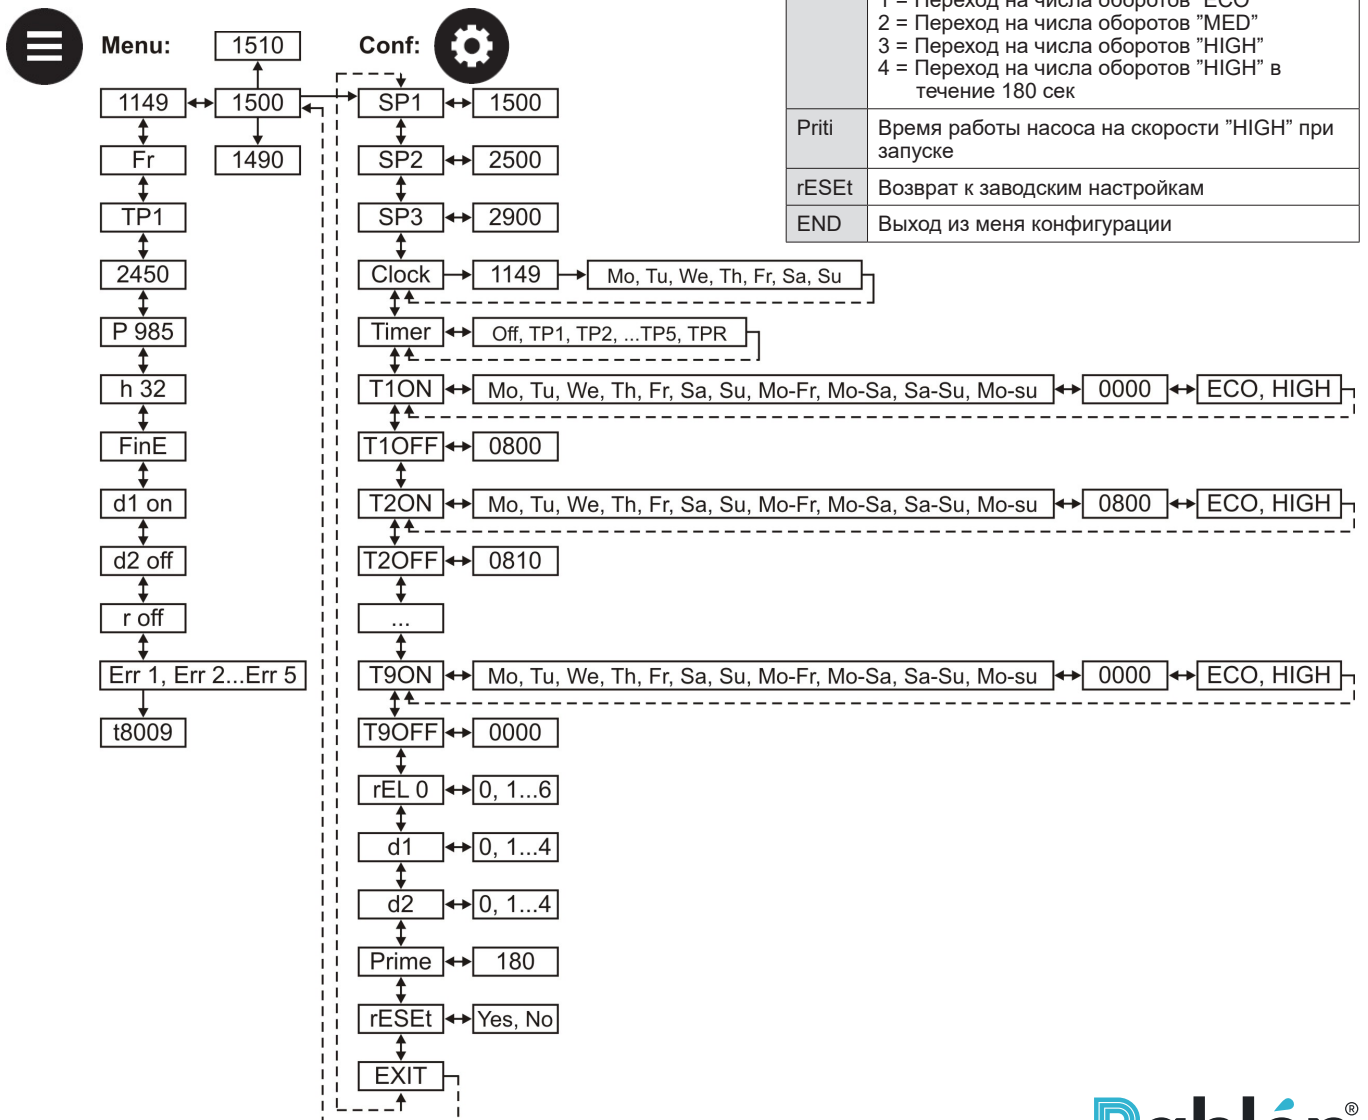 Menu:
1510
Conf:
1149
1500
SP1
1500
Fr
1490
SP2
2500
TP1
SP3
2900
2450
Clock
1149
Mo, Tu, We, Th, Fr, Sa, Su
P 985
Timer
Off, TP1, TP2, ...TP5, TPR
h 32
T1ON
Mo, Tu, We, Th, Fr, Sa, Su, Mo-Fr, Mo-Sa, Sa-Su, Mo-su
0000
ECO, HIGH
FinE
T1OFF
0800
d1 on
T2ON
Mo, Tu, We, Th, Fr, Sa, Su, Mo-Fr, Mo-Sa, Sa-Su, Mo-su
0800
ECO, HIGH
d2 off
T2OFF
0810
r off
...
Err 1, Err 2...Err 5
T9ON
Mo, Tu, We, Th, Fr, Sa, Su, Mo-Fr, Mo-Sa, Sa-Su, Mo-su
0000
ECO, HIGH
t8009
T9OFF
0000
rEL 0
0, 1...6
d1
0, 1...4
d2
0, 1...4
Prime
180
rESEt
Yes, No
EXIT
1 = Переход на числа оборотов "ECO"
2 = Переход на числа оборотов ”MED”
3 = Переход на числа оборотов ”HIGH”
4 = Переход на числа оборотов ”HIGH” в
течение 180 сек
Priti
Время работы насоса на скорости ”HIGH” при
запуске
rESEt
Возврат к заводским настройкам
END
Выход из меня конфигурации